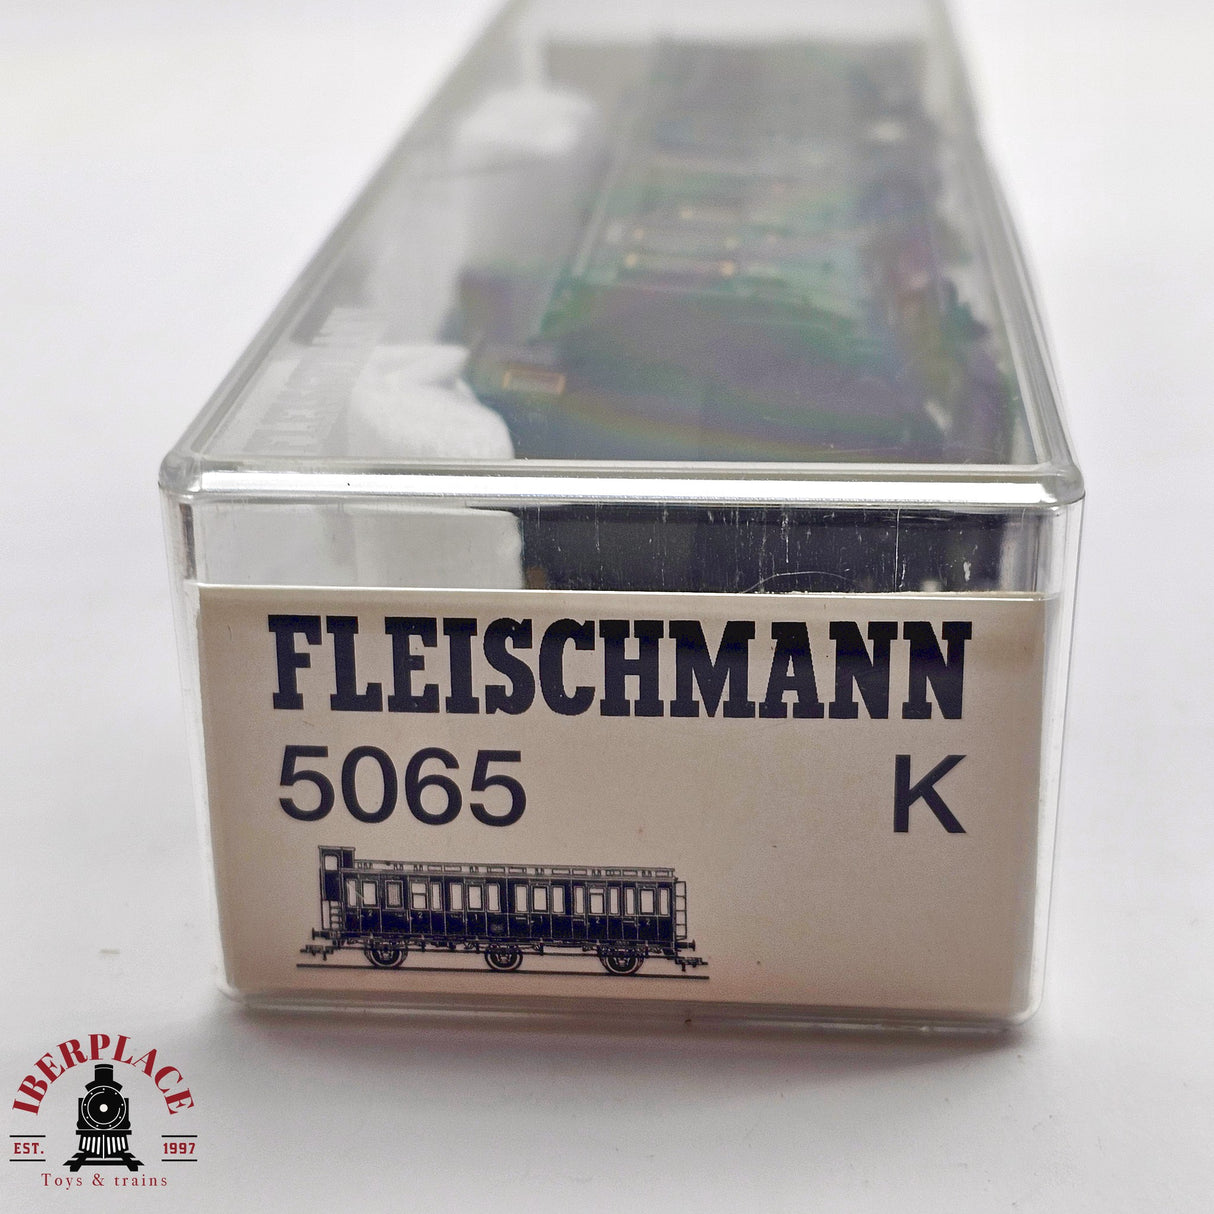 FLEISCHMANN
5065 K
IBERPLACE
EST. 1997
Toys & trains